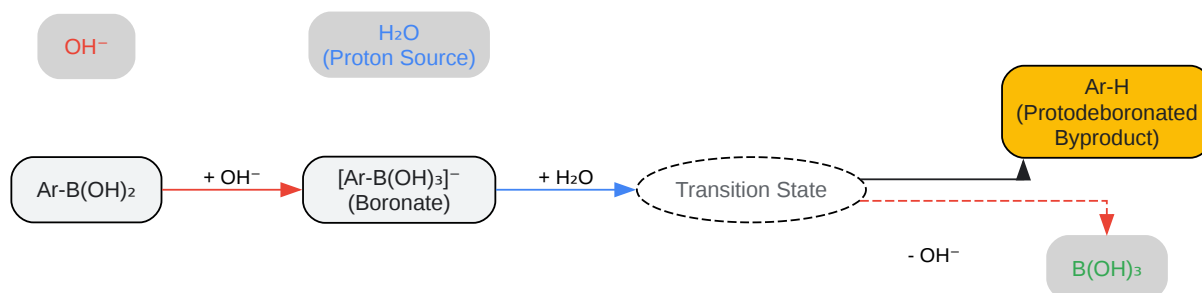 OH⁻
H₂O
(Proton Source)
Ar-H
(Protodeboronated
Byproduct)
Ar-B(OH)₂
+ OH⁻
[Ar-B(OH)₃]⁻
(Boronate)
+ H₂O
Transition State
- OH⁻
B(OH)₃